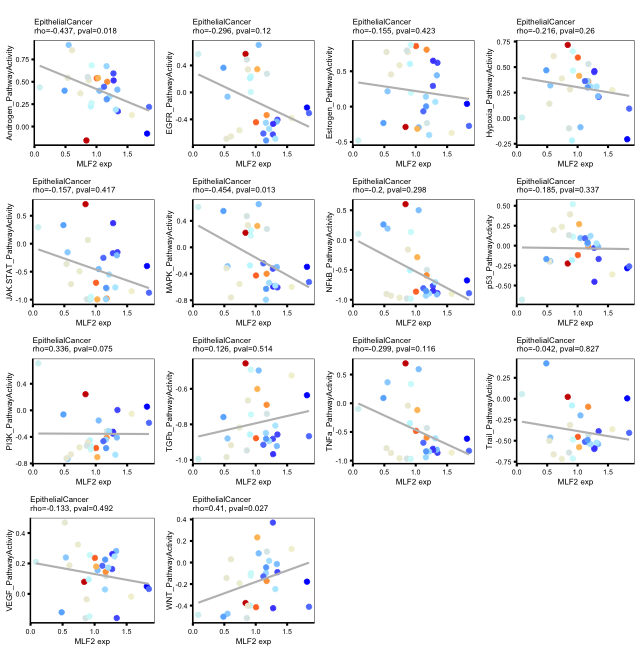 EpithelialCancer
rho=-0.437, pval=0.018
Androgen_PathwayActivity
0.75
0.50
0.25
0.00
0.0 0.5 1.0 1.5
MLF2 exp
EpithelialCancer
rho=-0.296, pval=0.12
EGFR_PathwayActivity
0.4
0.0
-0.4
0.0 0.5 1.0 1.5
MLF2 exp
EpithelialCancer
rho=-0.155, pval=0.423
Estrogen_PathwayActivity
0.5
0.0
-0.5
0.0 0.5 1.0 1.5
MLF2 exp
EpithelialCancer
rho=-0.216, pval=0.26
Hypoxia_PathwayActivity
0.75
0.50
0.25
0.00
-0.25
0.0 0.5 1.0 1.5
MLF2 exp
EpithelialCancer
rho=-0.157, pval=0.417
JAK.STAT_PathwayActivity
0.5
0.0
-0.5
-1.0
0.0 0.5 1.0 1.5
MLF2 exp
EpithelialCancer
rho=-0.454, pval=0.013
MAPK_PathwayActivity
0.4
0.0
-0.4
-0.8
0.0 0.5 1.0 1.5
MLF2 exp
EpithelialCancer
rho=-0.2, pval=0.298
NFkB_PathwayActivity
0.5
0.0
-0.5
-1.0
0.0 0.5 1.0 1.5
MLF2 exp
EpithelialCancer
rho=-0.185, pval=0.337
p53_PathwayActivity
0.5
0.0
-0.5
0.0 0.5 1.0 1.5
MLF2 exp
EpithelialCancer
rho=0.336, pval=0.075
PI3K_PathwayActivity
0.4
0.0
-0.4
-0.8
0.0 0.5 1.0 1.5
MLF2 exp
EpithelialCancer
rho=0.126, pval=0.514
TGFb_PathwayActivity
-0.6
-0.8
-1.0
0.0 0.5 1.0 1.5
MLF2 exp
EpithelialCancer
rho=-0.299, pval=0.116
TNFa_PathwayActivity
0.5
0.0
-0.5
-1.0
0.0 0.5 1.0 1.5
MLF2 exp
EpithelialCancer
rho=-0.042, pval=0.827
Trail_PathwayActivity
0.25
0.00
-0.25
-0.50
-0.75
0.0 0.5 1.0 1.5
MLF2 exp
EpithelialCancer
rho=-0.133, pval=0.492
VEGF_PathwayActivity
0.4
0.2
0.0
0.0 0.5 1.0 1.5
MLF2 exp
EpithelialCancer
rho=0.41, pval=0.027
WNT_PathwayActivity
0.4
0.2
0.0
-0.2
-0.4
0.0 0.5 1.0 1.5
MLF2 exp